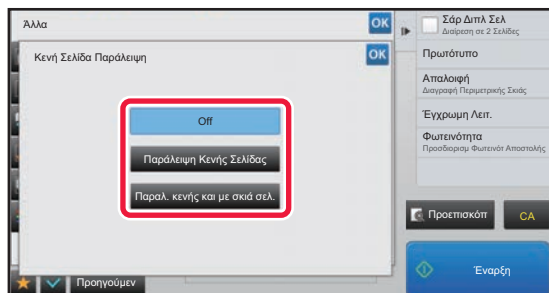 Άλλα
OK
Κενή Σελίδα Παράλειψη
OK
Off
Παράλειψη Κενής Σελίδας
Παραλ. κενής και με σκιά σελ.
Προηγούμεν
Σάρ Διπλ Σελ
Διαίρεση σε 2 Σελίδες
Πρωτότυπο
Απαλοιφή
Διαγραφή Περιμετρικής Σκιάς
Έγχρωμη Λειτ.
Φωτεινότητα
Προσδιορισμ Φωτεινότ Αποστολής
Προεπισκόπ
CA
Έναρξη